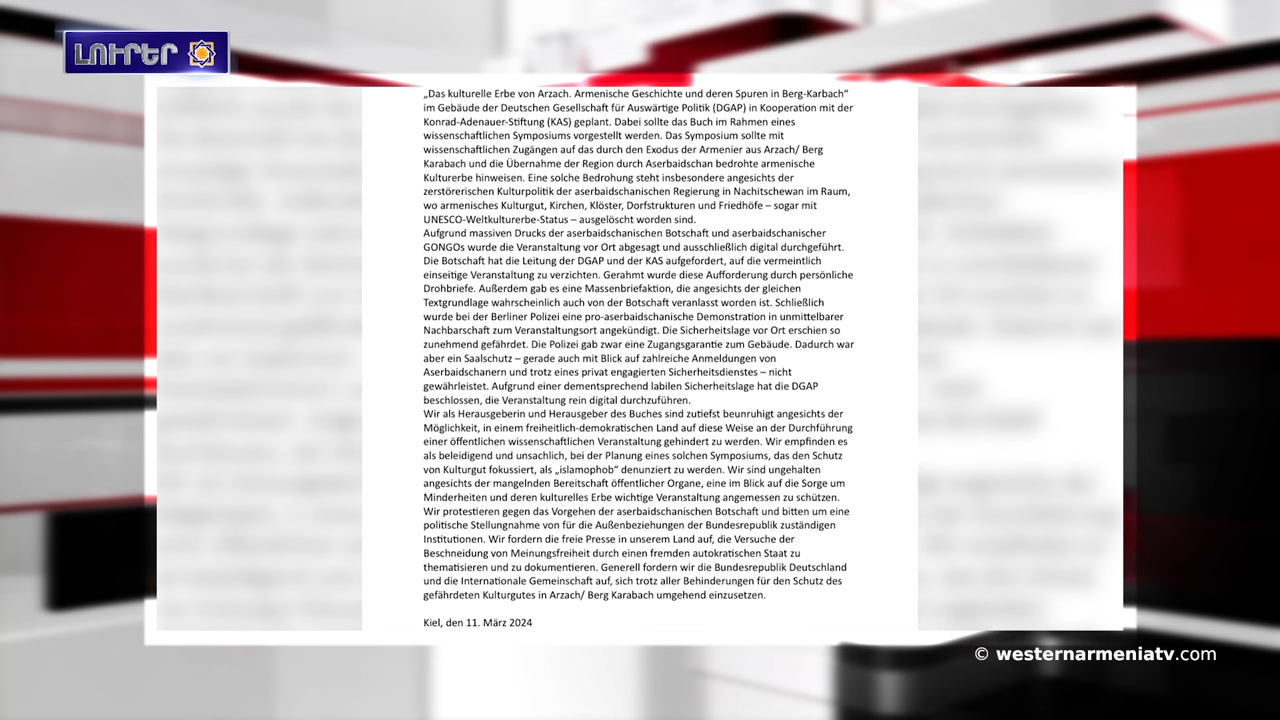 ԼՈՒՐԵՐ
„Das kulturelle Erbe von Arzach. Armenische Geschichte und deren Spuren in Berg-Karbach“
im Gebäude der Deutschen Gesellschaft für Auswärtige Politik (DGAP) in Kooperation mit der
Konrad-Adenauer-Stiftung (KAS) geplant. Dabei sollte das Buch im Rahmen eines
wissenschaftlichen Symposiums vorgestellt werden. Das Symposium sollte mit
wissenschaftlichen Zugängen auf das durch den Exodus der Armenier aus Arzach/ Berg
Karabach und die Übernahme der Region durch Aserbaidschan bedrohte armenische
Kulturerbe hinweisen. Eine solche Bedrohung steht insbesondere angesichts der
zerstörerischen Kulturpolitik der aserbaidschanischen Regierung in Nachitschewan im Raum,
wo armenisches Kulturgut, Kirchen, Klöster, Dorfstrukturen und Friedhöfe – sogar mit
UNESCO-Weltkulturerbe-Status – ausgelöscht worden sind.
Aufgrund massiven Drucks der aserbaidschanischen Botschaft und aserbaidschanischer
GONGOs wurde die Veranstaltung vor Ort abgesagt und ausschließlich digital durchgeführt.
Die Botschaft hat die Leitung der DGAP und der KAS aufgefordert, auf die vermeintlich
einseitige Veranstaltung zu verzichten. Gerahmt wurde diese Aufforderung durch persönliche
Drohbriefe. Außerdem gab es eine Massenbriefaktion, die angesichts der gleichen
Textgrundlage wahrscheinlich auch von der Botschaft veranlasst worden ist. Schließlich
wurde bei der Berliner Polizei eine pro-aserbaidschanische Demonstration in unmittelbarer
Nachbarschaft zum Veranstaltungsort angekündigt. Die Sicherheitslage vor Ort erschien so
zunehmend gefährdet. Die Polizei gab zwar eine Zugangsgarantie zum Gebäude. Dadurch war
aber ein Saalschutz – gerade auch mit Blick auf zahlreiche Anmeldungen von
Aserbaidschanern und trotz eines privat engagierten Sicherheitsdienstes – nicht
gewährleistet. Aufgrund einer dementsprechend labilen Sicherheitslage hat die DGAP
beschlossen, die Veranstaltung rein digital durchzuführen.
Wir als Herausgeberin und Herausgeber des Buches sind zutiefst beunruhigt angesichts der
Möglichkeit, in einem freiheitlich-demokratischen Land auf diese Weise an der Durchführung
einer öffentlichen wissenschaftlichen Veranstaltung gehindert zu werden. Wir empfinden es
als beleidigend und unsachlich, bei der Planung eines solchen Symposiums, das den Schutz
von Kulturgut fokussiert, als „islamophob“ denunziert zu werden. Wir sind ungehalten
angesichts der mangelnden Bereitschaft öffentlicher Organe, eine im Blick auf die Sorge um
Minderheiten und deren kulturelles Erbe wichtige Veranstaltung angemessen zu schützen.
Wir protestieren gegen das Vorgehen der aserbaidschanischen Botschaft und bitten um eine
politische Stellungnahme von für die Außenbeziehungen der Bundesrepublik zuständigen
Institutionen. Wir fordern die freie Presse in unserem Land auf, die Versuche der
Beschneidung von Meinungsfreiheit durch einen fremden autokratischen Staat zu
thematisieren und zu dokumentieren. Generell fordern wir die Bundesrepublik Deutschland
und die Internationale Gemeinschaft auf, sich trotz aller Behinderungen für den Schutz des
gefährdeten Kulturgutes in Arzach/ Berg Karabach umgehend einzusetzen.
Kiel, den 11. März 2024
© westernarmeniatv.com